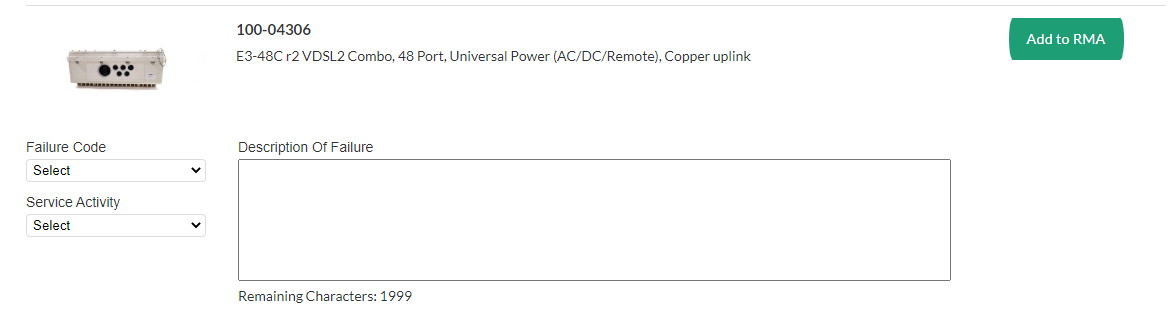 100-04306
Add to RMA
E3-48C r2 VDSL2 Combo, 48 Port, Universal Power (AC/DC/Remote), Copper uplink
Failure Code
Select
Service Activity
Select
Description Of Failure
Remaining Characters: 1999